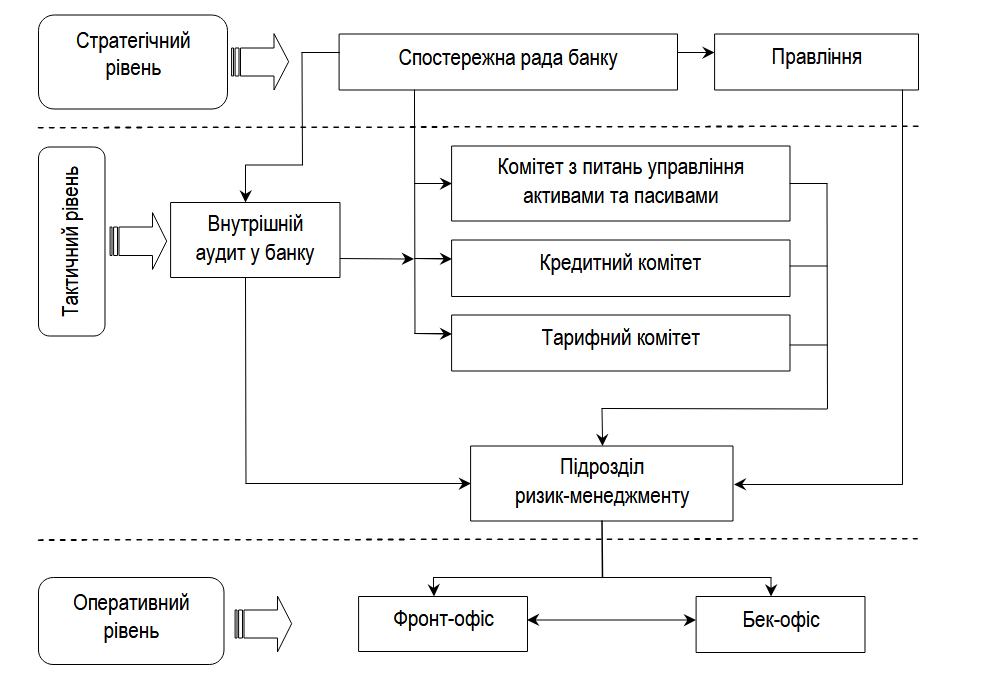 Стратегічний
рівень
Спостережна рада банку
Правління
Тактичний рівень
Комітет з питань управління
активами та пасивами
Внутрішній
аудит у банку
Кредитний комітет
Тарифний комітет
Підрозділ
ризик-менеджменту
Оперативний
рівень
Фронт-офіс
Бек-офіс